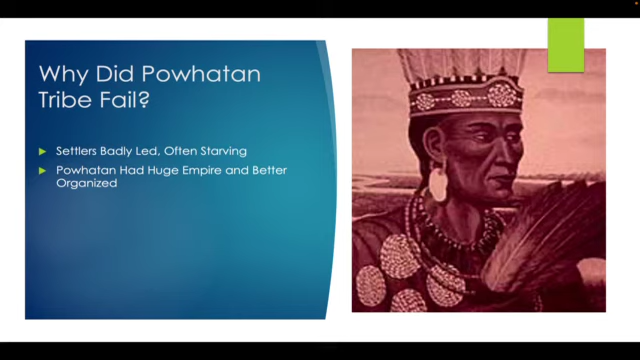 Why Did Powhatan
Tribe Fail?
Settlers Badly Led, Often Starving
Powhatan Had Huge Empire and Better
Organized